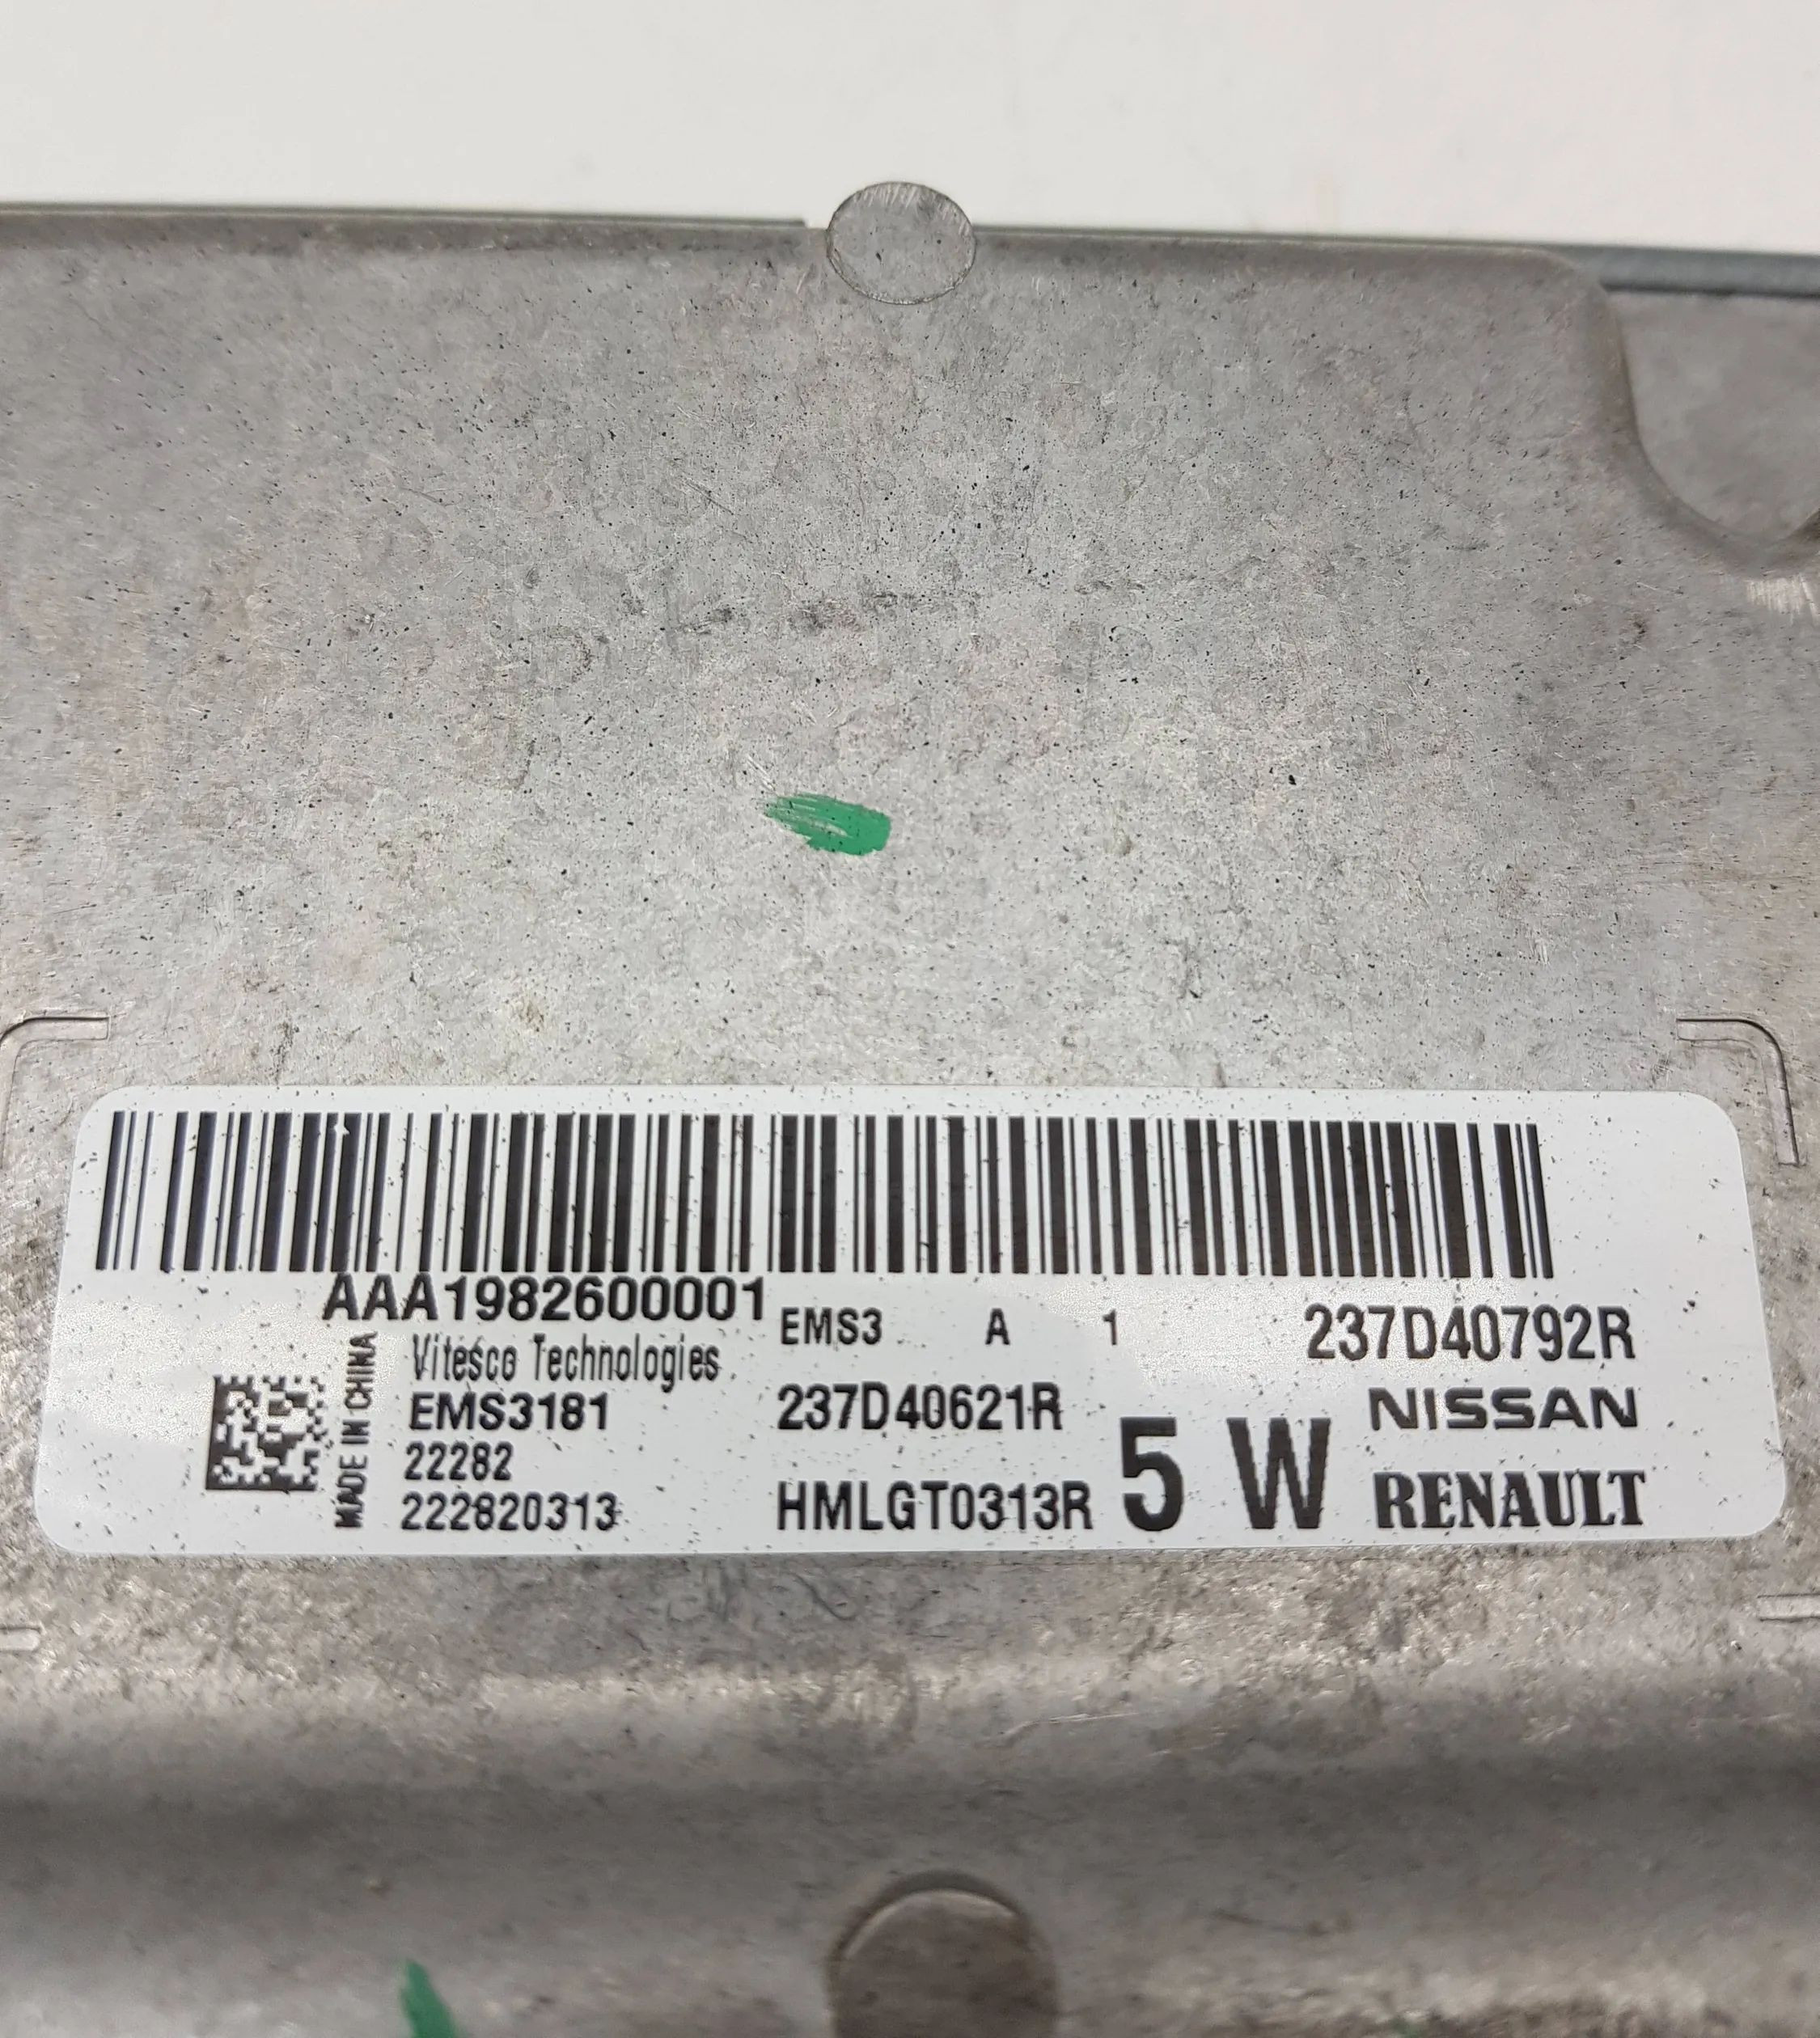 AAA1982600001
EMS3 A 1 237D40792R
MADE IN CHINA
Vitesco Technologies
EMS3181
237D40621R
22282
222820313
HMLGT0313R
5 W
NISSAN
RENAULT